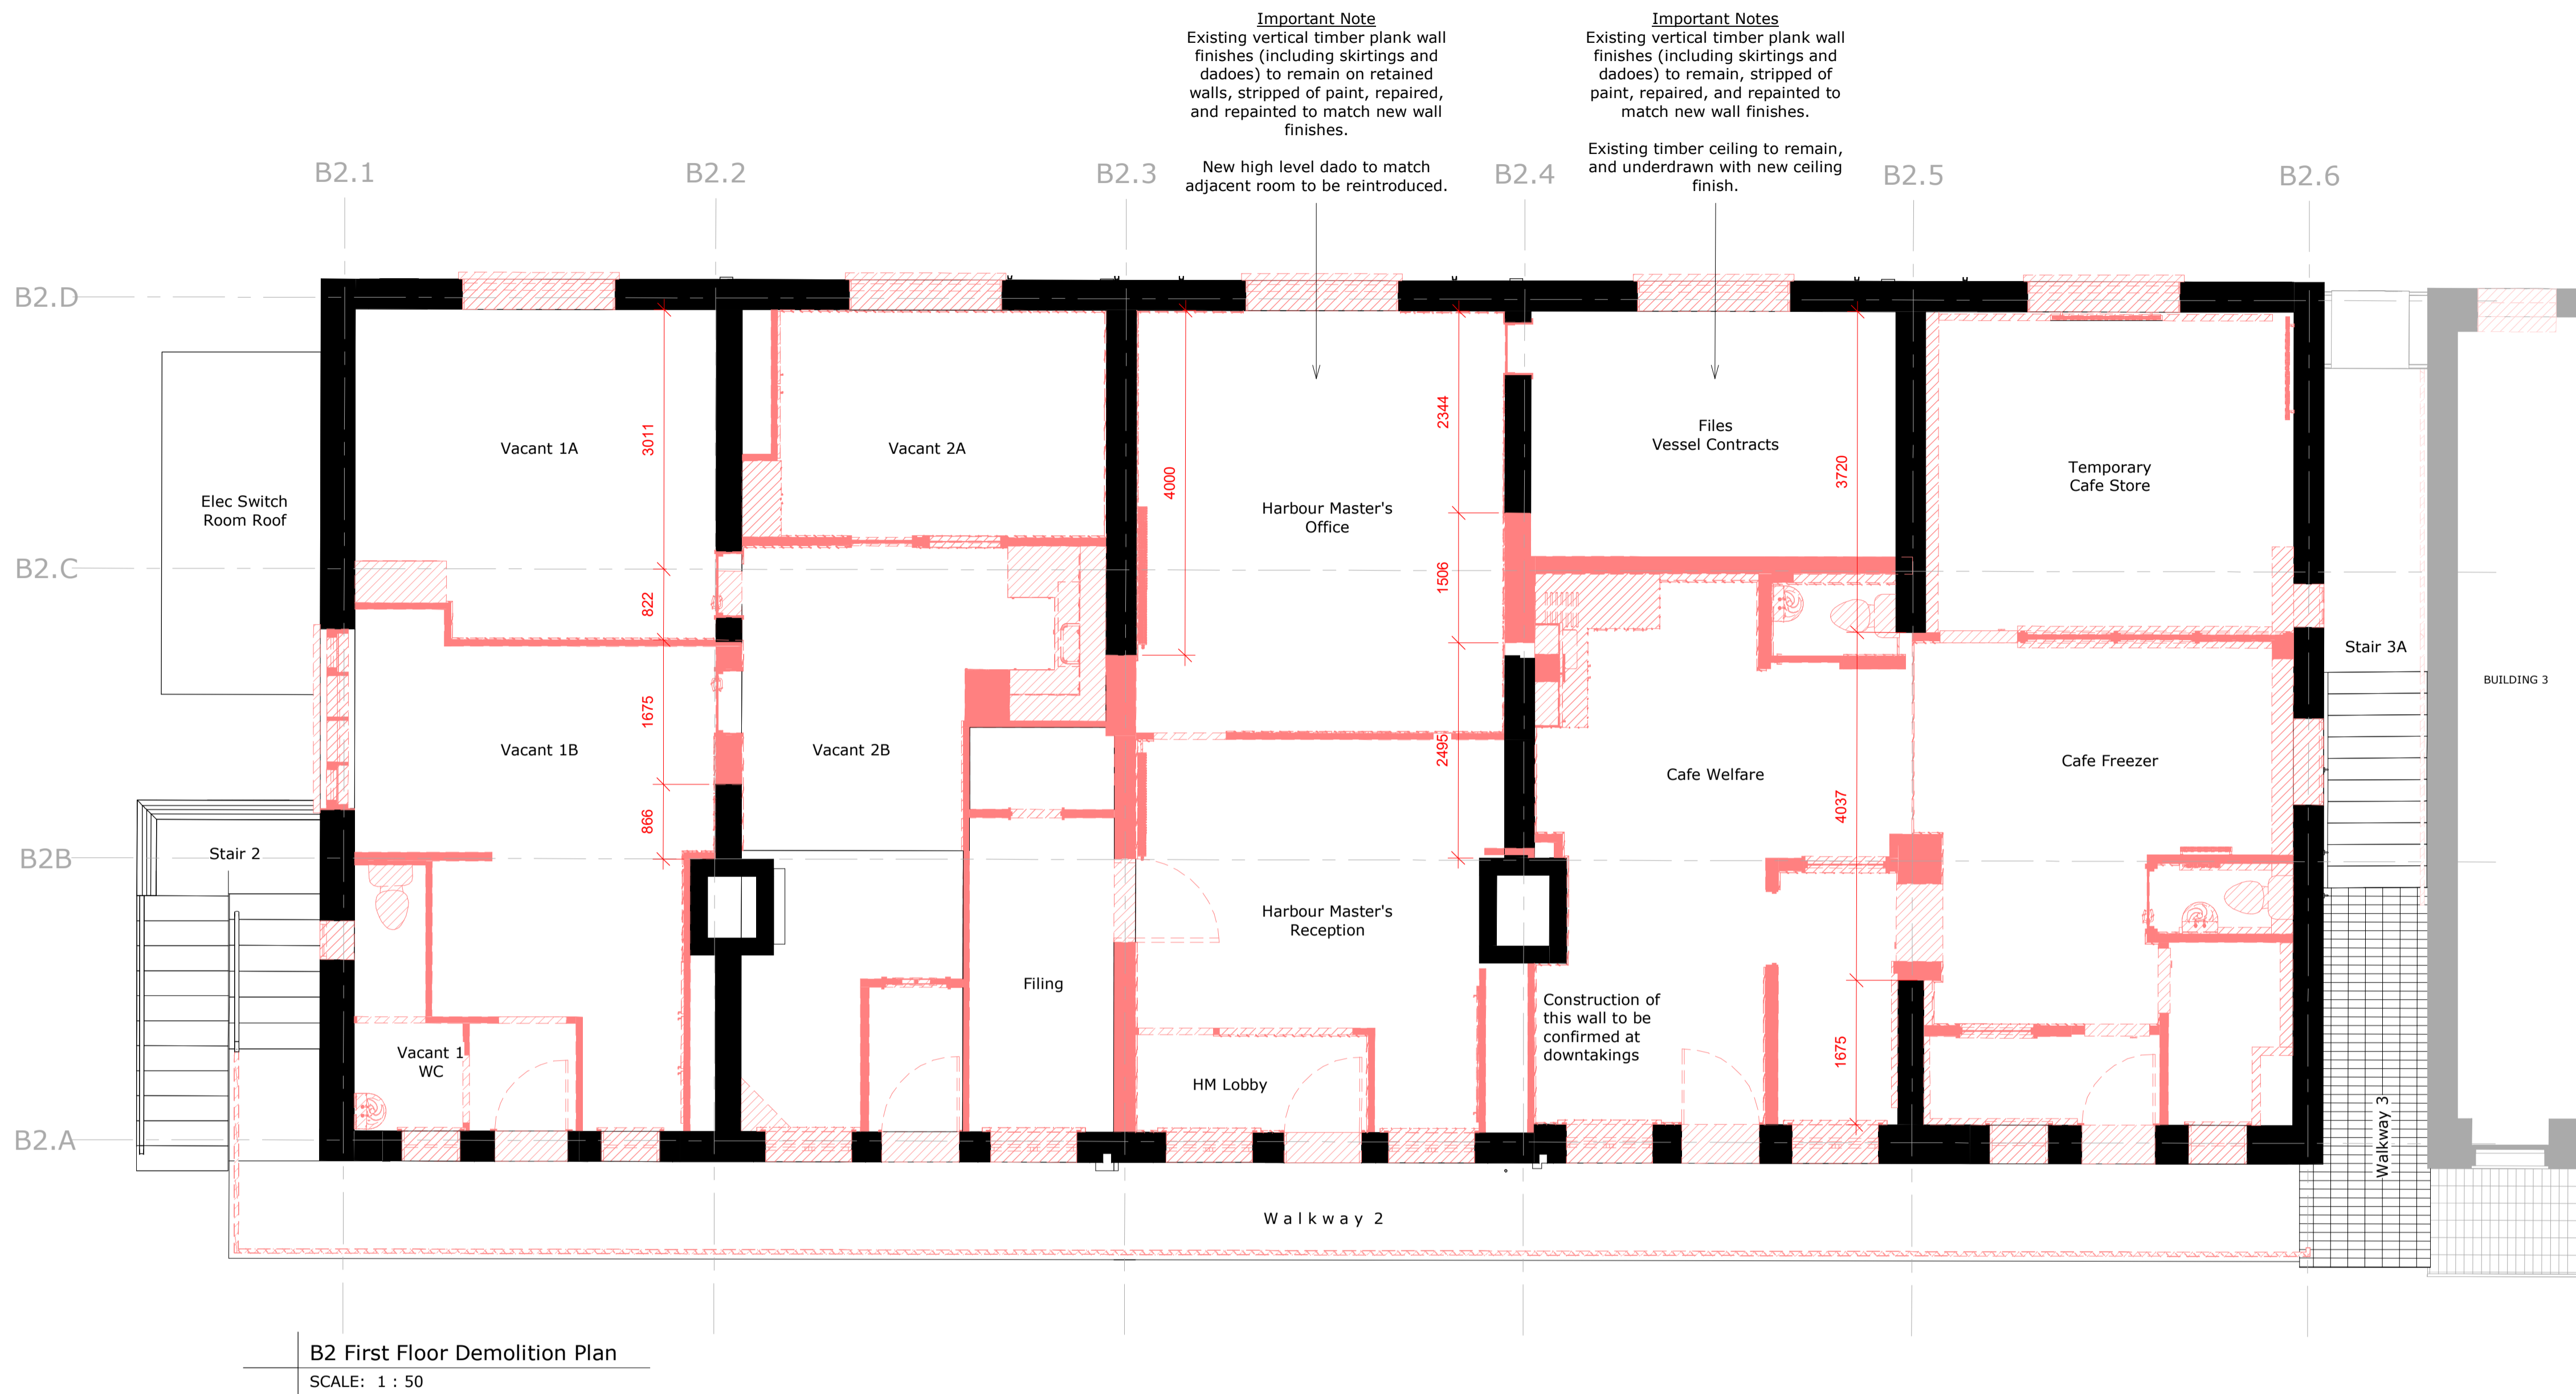 Important Note
Existing vertical timber plank wall
finishes (including skirtings and
dadoes) to remain on retained
walls, stripped of paint, repaired,
and repainted to match new wall
finishes.
New high level dado to match
adjacent room to be reintroduced.
Important Notes
Existing vertical timber plank wall
finishes (including skirtings and
dadoes) to remain, stripped of
paint, repaired, and repainted to
match new wall finishes.
Existing timber ceiling to remain,
and underdrawn with new ceiling
finish.
B2.1
B2.2
B2.3
B2.4
B2.5
B2.6
B2.D
B2.C
B2B
B2.A
Elec Switch
Room Roof
Vacant 1A
3011
822
1675
866
Vacant 2A
4000
Harbour Master's
Office
2344
1506
2495
Files
Vessel Contracts
3720
4037
1675
Temporary
Cafe Store
Stair 3A
BUILDING 3
Vacant 1B
Vacant 2B
Cafe Welfare
Cafe Freezer
Stair 2
Harbour Master's
Reception
Filing
Construction of
this wall to be
confirmed at
downtakings
Vacant 1
WC
HM Lobby
Walkway 3
Walkway 2
B2 First Floor Demolition Plan
SCALE: 1 : 50